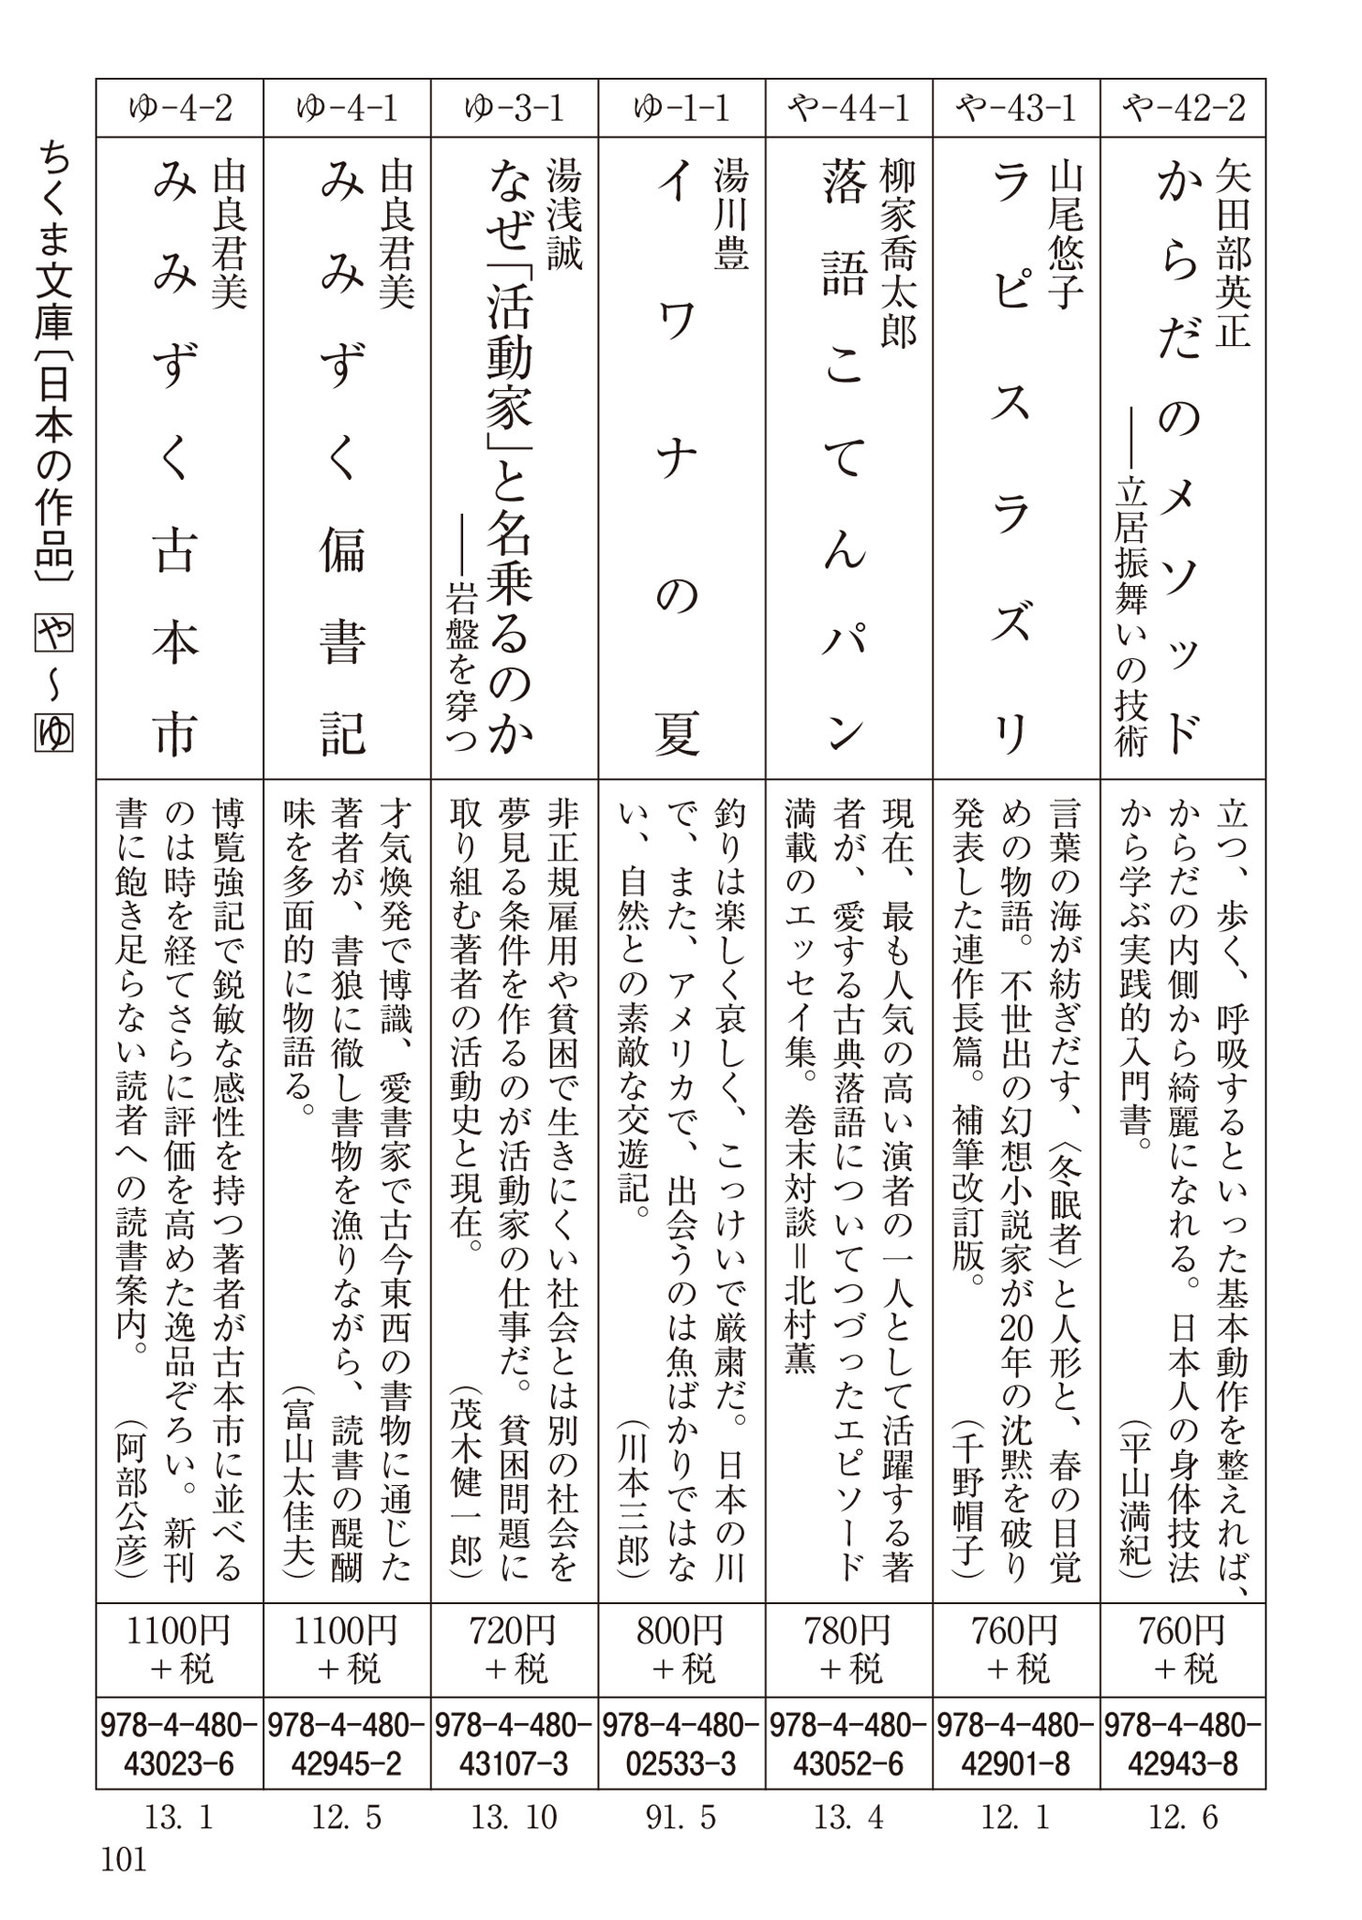 や-42-2
矢田部英正
からだのメソッド
――立居振舞いの技術
立つ、歩く、呼吸するといった基本動作を整えれば、
からだの内側から綺麗になれる。日本人の身体技法
から学ぶ実践的入門書。（平山満紀）
760円
＋税
978-4-480-
42943-8
12. 6
や-43-1
山尾悠子
ラピスラズリ
言葉の海が紡ぎだす、〈冬眠者〉と人形と、春の目覚
めの物語。不世出の幻想小説家が20年の沈黙を破り
発表した連作長篇。補筆改訂版。（千野帽子）
760円
＋税
978-4-480-
42901-8
12. 1
や-44-1
柳家喬太郎
落語こてんパン
現在、最も人気の高い演者の一人として活躍する著
者が、愛する古典落語についてつづったエピソード
満載のエッセイ集。巻末対談＝北村薫
780円
＋税
978-4-480-
43052-6
13. 4
ゆ-1-1
湯川豊
イワナの夏
釣りは楽しく哀しく、こっけいで厳粛だ。日本の川
で、また、アメリカで、出会うのは魚ばかりではな
い、自然との素敵な交遊記。（川本三郎）
800円
＋税
978-4-480-
02533-3
91. 5
ゆ-3-1
湯浅誠
なぜ「活動家」と名乗るのか
――岩盤を穿つ
非正規雇用や貧困で生きにくい社会とは別の社会を
夢見る条件を作るのが活動家の仕事だ。貧困問題に
取り組む著者の活動史と現在。（茂木健一郎）
720円
＋税
978-4-480-
43107-3
13. 10
ゆ-4-1
由良君美
みみずく偏書記
才気煥発で博識、愛書家で古今東西の書物に通じた
著者が、書狼に徹し書物を漁りながら、読書の醍醐
味を多面的に物語る。（富山太佳夫）
1100円
＋税
978-4-480-
42945-2
12. 5
ゆ-4-2
由良君美
みみずく古本市
博覧強記で鋭敏な感性を持つ著者が古本市に並べる
のは時を経てさらに評価を高めた逸品ぞろい。新刊
書に飽き足らない読者への読書案内。（阿部公彦）
1100円
＋税
978-4-480-
43023-6
13. 1
ちくま文庫〔日本の作品〕 や～ゆ
101